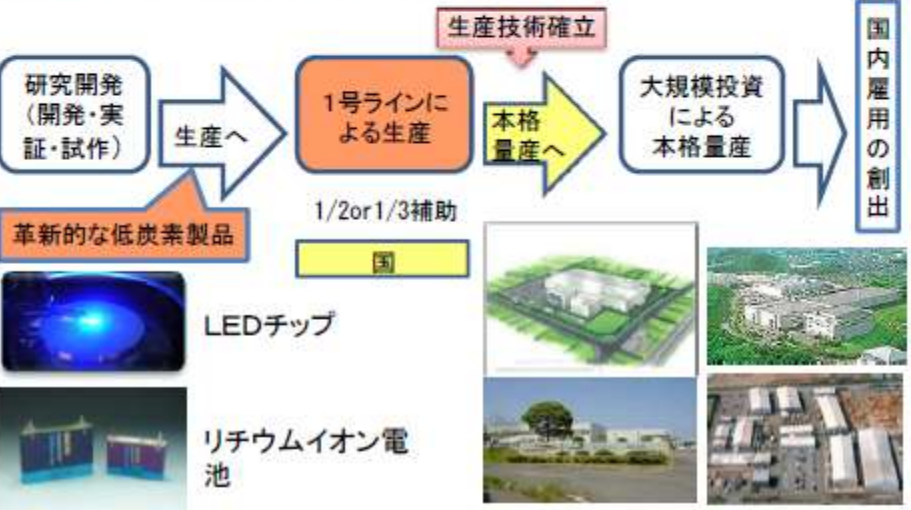 生産技術確立
研究開発
（開発・実
証・試作）
生産へ
１号ラインに
よる生産
本格
量産へ
大規模投資
による
本格量産
国内雇用の創出
革新的な低炭素製品
1/2or1/3補助
国
LEDチップ
リチウムイオン電
池